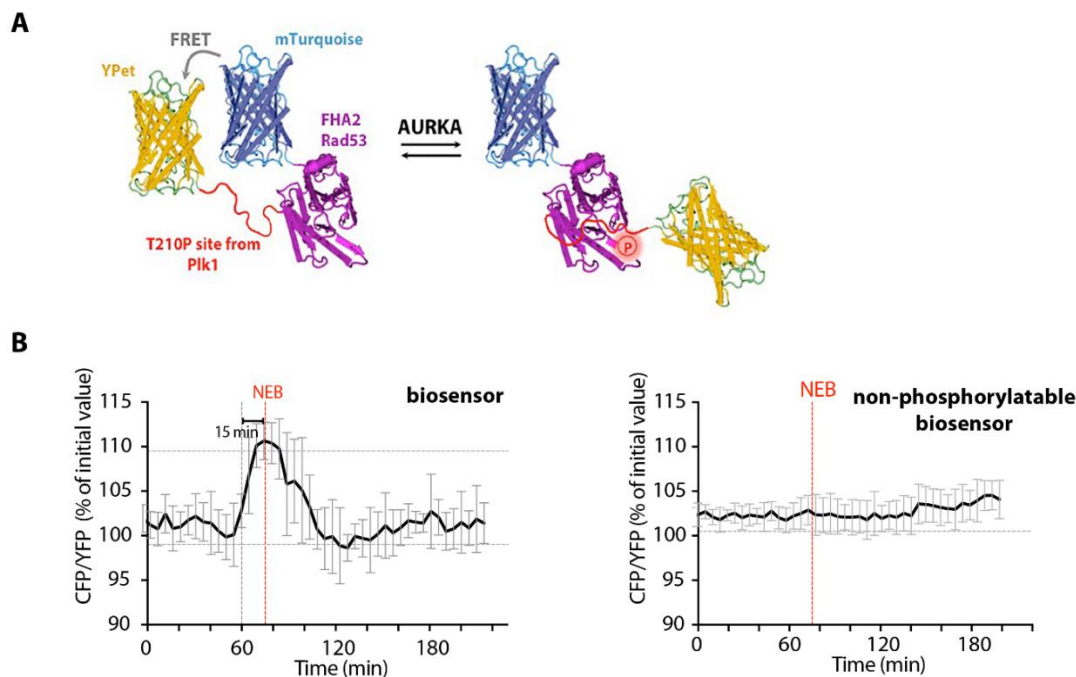 A
FRET
mTurquoise
YPet
FHA2
Rad53
AURKA
T210P site from
Plk1
P
B
NEB
biosensor
15 min
CFP/YFP (% of initial value)
115
110
105
100
95
90
0
60
120
180
Time (min)
NEB
non-phosphorylatable
biosensor
CFP/YFP (% of initial value)
115
110
105
100
95
90
0
60
120
180
Time (min)